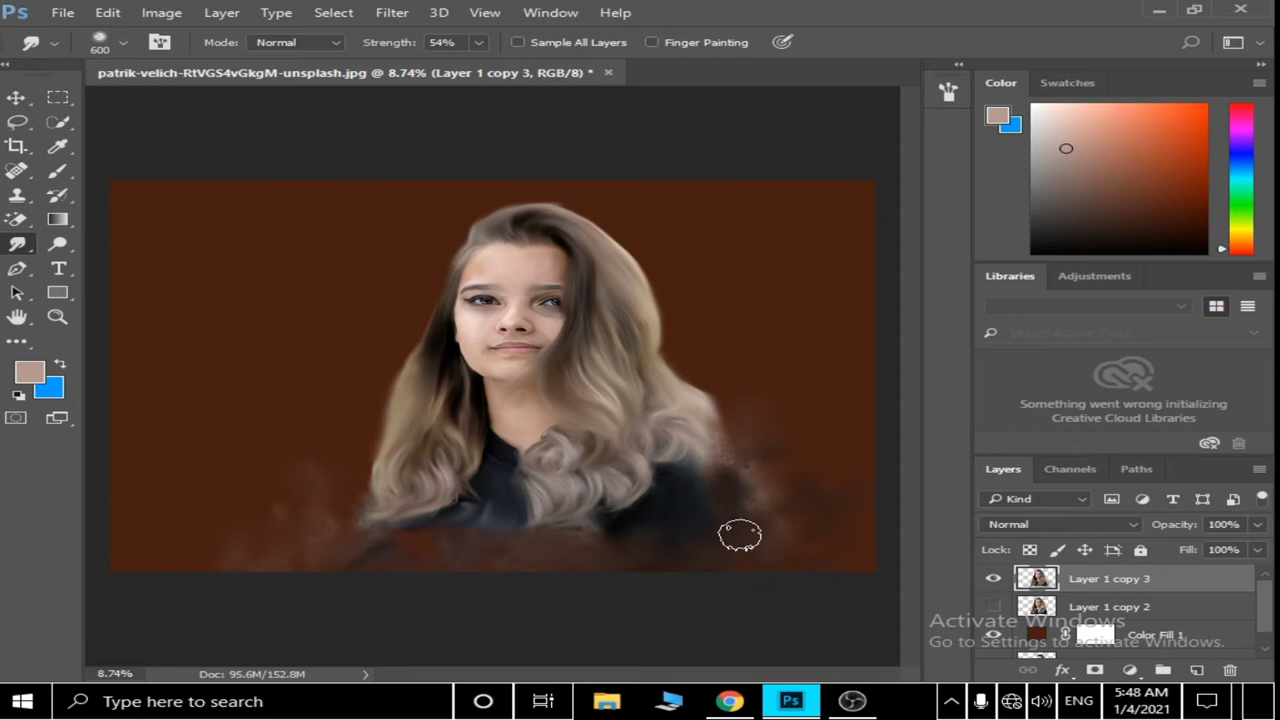 Ps File Edit Image Layer Type Select Filter 3D View Window Help
600 Mode: Normal Strength: 54% Sample All Layers Finger Painting
patrik-velich-RtVGS4vGkgM-unsplash.jpg @ 8.74% (Layer 1 copy 3, RGB/8) *
Color Swatches
Libraries Adjustments
Search Adobe Stock
Something went wrong initializing
Creative Cloud Libraries
Layers Channels Paths
Kind
Normal Opacity: 100%
Lock: Fill: 100%
Layer 1 copy 3
Layer 1 copy 2
Color Fill 1
Activate Windows
Go to Settings to activate Windows.
8.74% Doc: 95.6M/152.8M
Type here to search
Ps
ENG
5:48 AM
1/4/2021